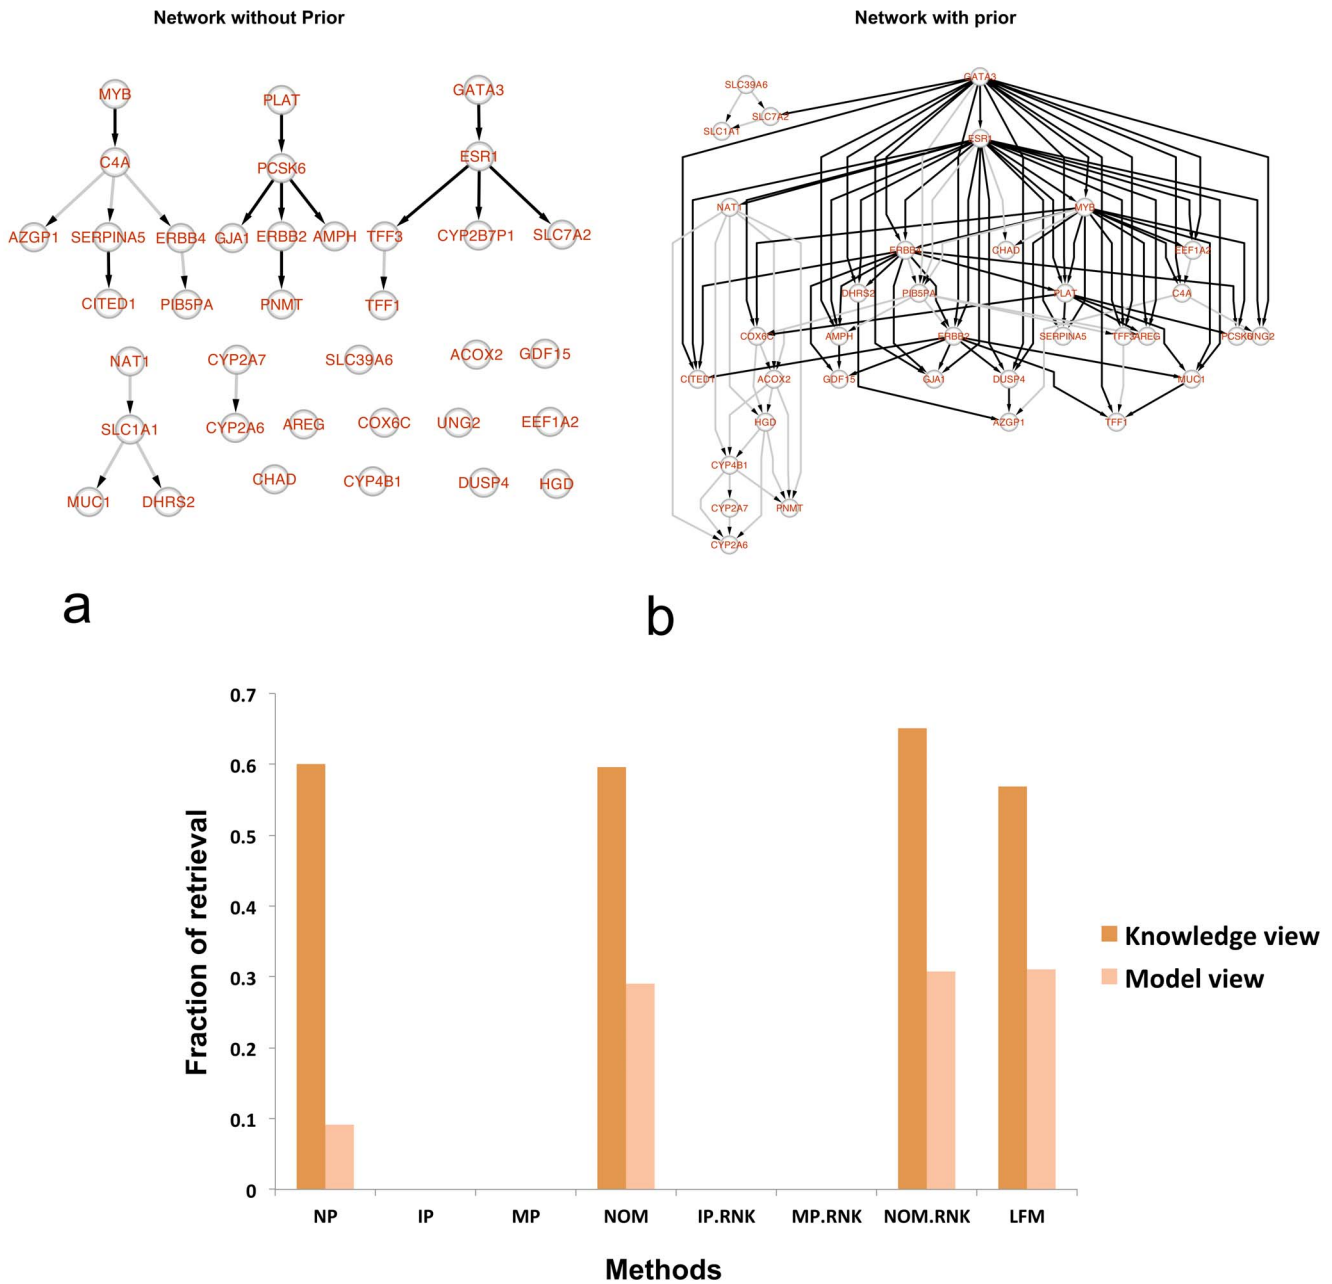 Network without Prior
Network with prior
MYB
PLAT
GATA3
C4A
PCSK6
ESR1
AZGP1
SERPINA5
ERBB4
GJA1
ERBB2
AMPH
TFF3
CYP2B7P1
SLC7A2
CITED1
PIB5PA
PNMT
TFF1
NAT1
CYP2A7
SLC39A6
ACOX2
GDF15
SLC1A1
CYP2A6
AREG
COX6C
UNG2
EEF1A2
MUC1
DHRS2
CHAD
CYP4B1
DUSP4
HGD
SLC39A6
GATA3
SLC7A2
SLC1A1
ESR1
NAT1
MYB
CHAD
EEF1A2
DHRS2
PIB5PA
PLAT
C4A
COX6C
AMPH
ERBB2
SERPINA5
TFF3
AREG
PCSK6
CITED1
ACOX2
GDF15
GJA1
DUSP4
MUC1
HGD
AZGP1
TFF1
CYP4B1
CYP2A7
PNMT
CYP2A6
a
b
0.7
0.6
0.5
0.4
0.3
0.2
0.1
0
Fraction of retrieval
Knowledge view
Model view
NP
IP
MP
NOM
IP.RNK
MP.RNK
NOM.RNK
LFM
Methods